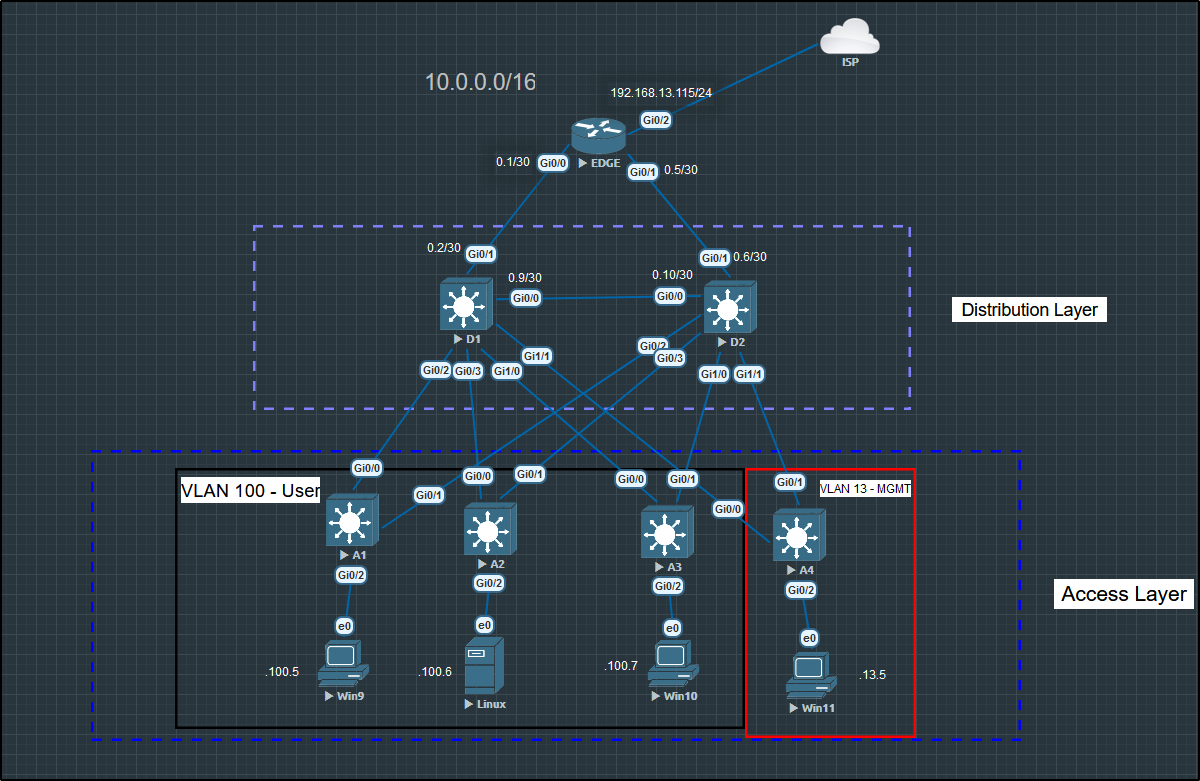 ISP
10.0.0.0/16
192.168.13.115/24
Gi0/2
0.1/30
Gi0/0
EDGE
Gi0/1
0.5/30
0.2/30
Gi0/1
Gi0/1
0.6/30
0.9/30
0.10/30
Gi0/0
Gi0/0
Distribution Layer
D1
D2
Gi0/2
Gi0/3
Gi1/0
Gi1/1
Gi0/2
Gi0/3
Gi1/0
Gi1/1
VLAN 100 - User
VLAN 13 - MGMT
Gi0/0
Gi0/1
Gi0/0
Gi0/1
Gi0/0
Gi0/1
Gi0/0
Gi0/1
A1
A2
A3
A4
Gi0/2
Gi0/2
Gi0/2
Gi0/2
Access Layer
e0
e0
e0
e0
.100.5
.100.6
.100.7
.13.5
Win9
Linux
Win10
Win11